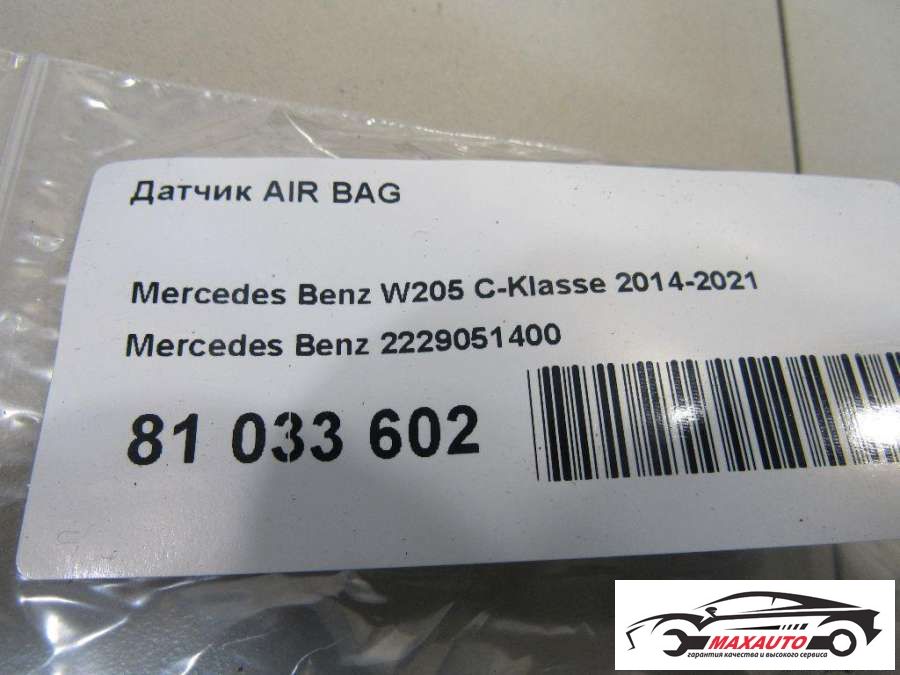 Датчик AIR BAG
Mercedes Benz W205 C-Klasse 2014-2021
Mercedes Benz 2229051400
81 033 602
MAXAUTO
гарантия качества и высокого сервиса